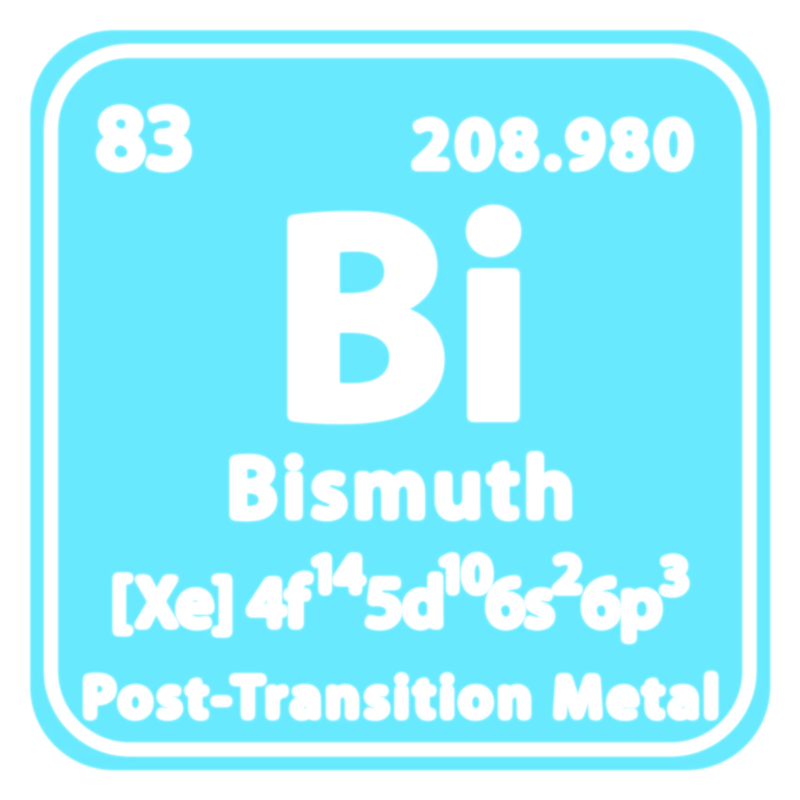 83 208.980
Bi
Bismuth
[Xe] 4f¹⁴5d¹⁰6s²6p³
Post-Transition Metal